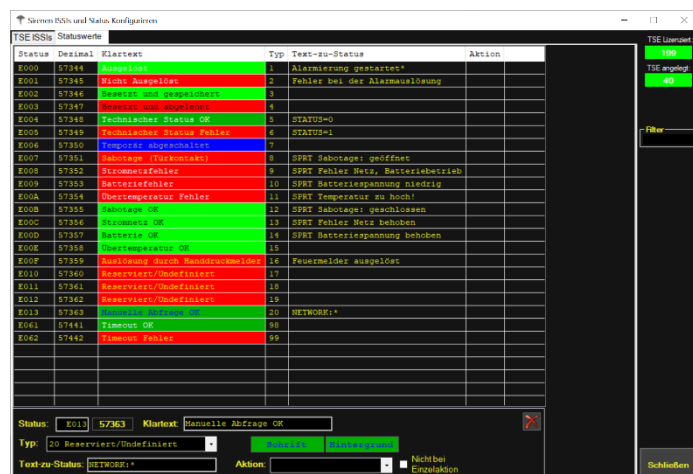 Sirenen ISSIs und Status Konfigurieren
TSE ISSIs Statuswerte
TSE Lizenziert:
199
TSE angelegt:
40
Filter
Status Dezimal Klartext Typ Text-zu-Status Aktion
E000 57344 Ausgelöst 1 Alarmierung gestartet*
E001 57345 Nicht Ausgelöst 2 Fehler bei der Alarmauslösung
E002 57346 Besetzt und gespeichert 3
E003 57347 Besetzt und abgelehnt 4
E004 57348 Technischer Status OK 5 STATUS=0
E005 57349 Technischer Status Fehler 6 STATUS=1
E006 57350 Temporär abgeschaltet 7
E007 57351 Sabotage (Türkontakt) 8 SPRT Sabotage: geöffnet
E008 57352 Stromnetzfehler 9 SPRT Fehler Netz, Batteriebetrieb
E009 57353 Batteriefehler 10 SPRT Batteriespannung niedrig
E00A 57354 Übertemperatur Fehler 11 SPRT Temperatur zu hoch!
E00B 57355 Sabotage OK 12 SPRT Sabotage: geschlossen
E00C 57356 Stromnetz OK 13 SPRT Fehler Netz behoben
E00D 57357 Batterie OK 14 SPRT Batteriespannung behoben
E00E 57358 Übertemperatur OK 15
E00F 57359 Auslösung durch Handdruckmelder 16 Feuermelder ausgelöst
E010 57360 Reserviert/Undefiniert 17
E011 57361 Reserviert/Undefiniert 18
E012 57362 Reserviert/Undefiniert 19
E013 57363 Manuelle Abfrage OK 20 NETWORK:*
E061 57441 Timeout OK 98
E062 57442 Timeout Fehler 99
Status: E013 57363 Klartext: Manuelle Abfrage OK
Typ: 20 Reserviert/Undefiniert Schrift Hintergrund
Text-zu-Status: NETWORK:* Aktion: Nicht bei
Einzelaktion
Schließen